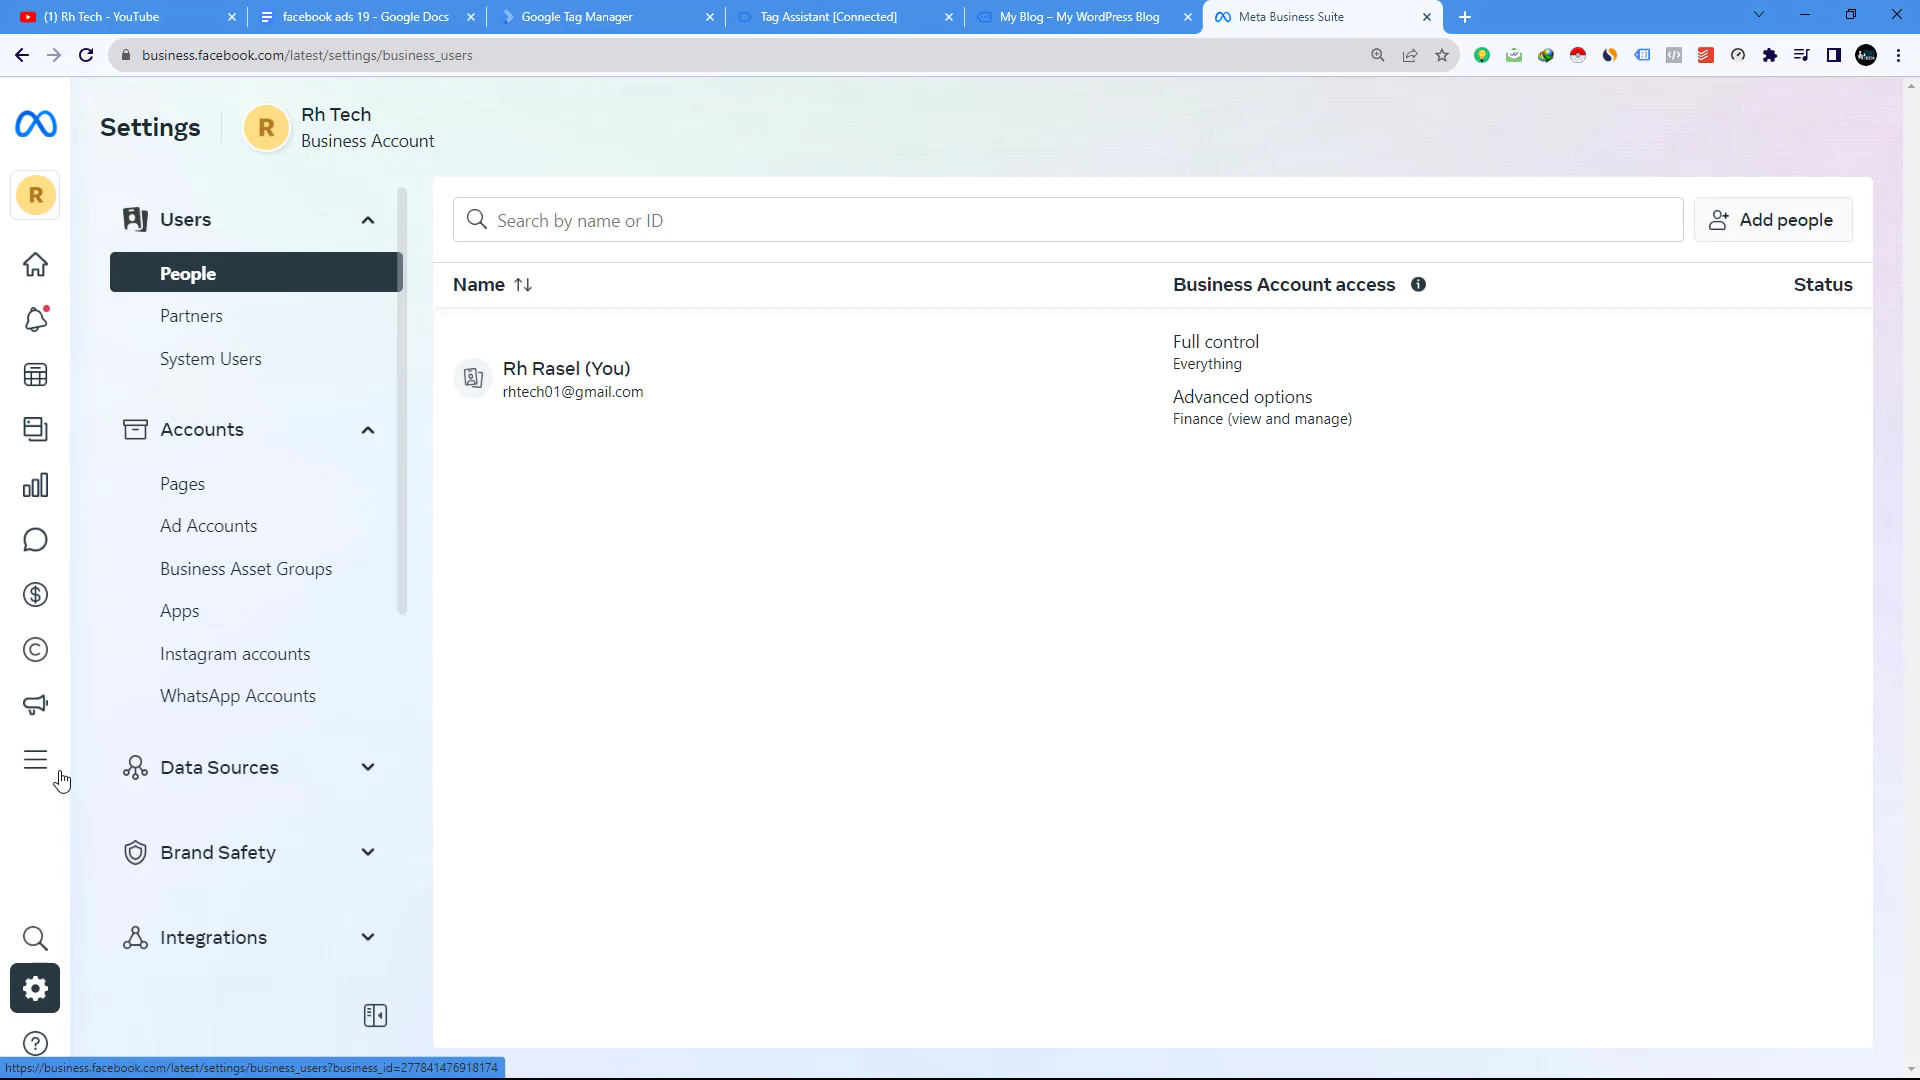 (1) Rh Tech - YouTube
facebook ads 19 - Google Docs
Google Tag Manager
Tag Assistant [Connected]
My Blog – My WordPress Blog
Meta Business Suite
business.facebook.com/latest/settings/business_users
Settings
R
Rh Tech
Business Account
R
Users
People
Partners
System Users
Accounts
Pages
Ad Accounts
Business Asset Groups
Apps
Instagram accounts
WhatsApp Accounts
Data Sources
Brand Safety
Integrations
Search by name or ID
Add people
Name
Business Account access
Status
Rh Rasel (You)
rhtech01@gmail.com
Full control
Everything
Advanced options
Finance (view and manage)
https://business.facebook.com/latest/settings/business_users?business_id=277841476918174